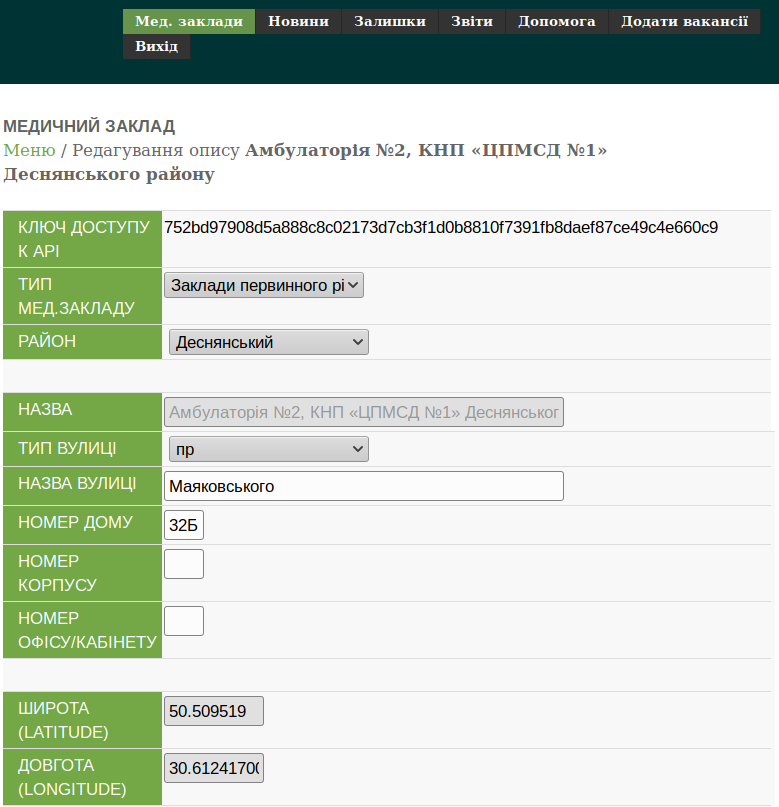 Мед. заклади Новини Залишки Звіти Допомога Додати вакансії
Вихід
МЕДИЧНИЙ ЗАКЛАД
Меню / Редагування опису Амбулаторія №2, КНП «ЦПМСД №1»
Деснянського району
КЛЮЧ ДОСТУПУ
К API
752bd97908d5a888c8c02173d7cb3f1d0b8810f7391fb8daef87ce49c4e660c9
ТИП
МЕД.ЗАКЛАДУ
Заклади первинного рі
РАЙОН
Деснянський
НАЗВА
Амбулаторія №2, КНП «ЦПМСД №1» Деснянськог
ТИП ВУЛИЦІ
пр
НАЗВА ВУЛИЦІ
Маяковського
НОМЕР ДОМУ
32Б
НОМЕР
КОРПУСУ
НОМЕР
ОФІСУ/КАБІНЕТУ
ШИРОТА
(LATITUDE)
50.509519
ДОВГОТА
(LONGITUDE)
30.61241700